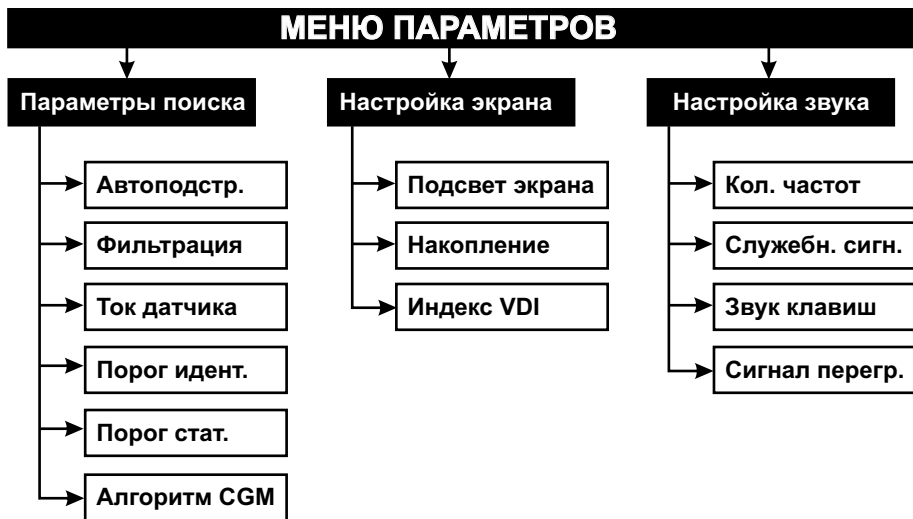 МЕНЮ ПАРАМЕТРОВ
Параметры поиска
Автоподстр.
Фильтрация
Ток датчика
Порог идент.
Порог стат.
Алгоритм CGM
Настройка экрана
Подсвет экрана
Накопление
Индекс VDI
Настройка звука
Кол. частот
Служебн. сигн.
Звук клавиш
Сигнал перегр.